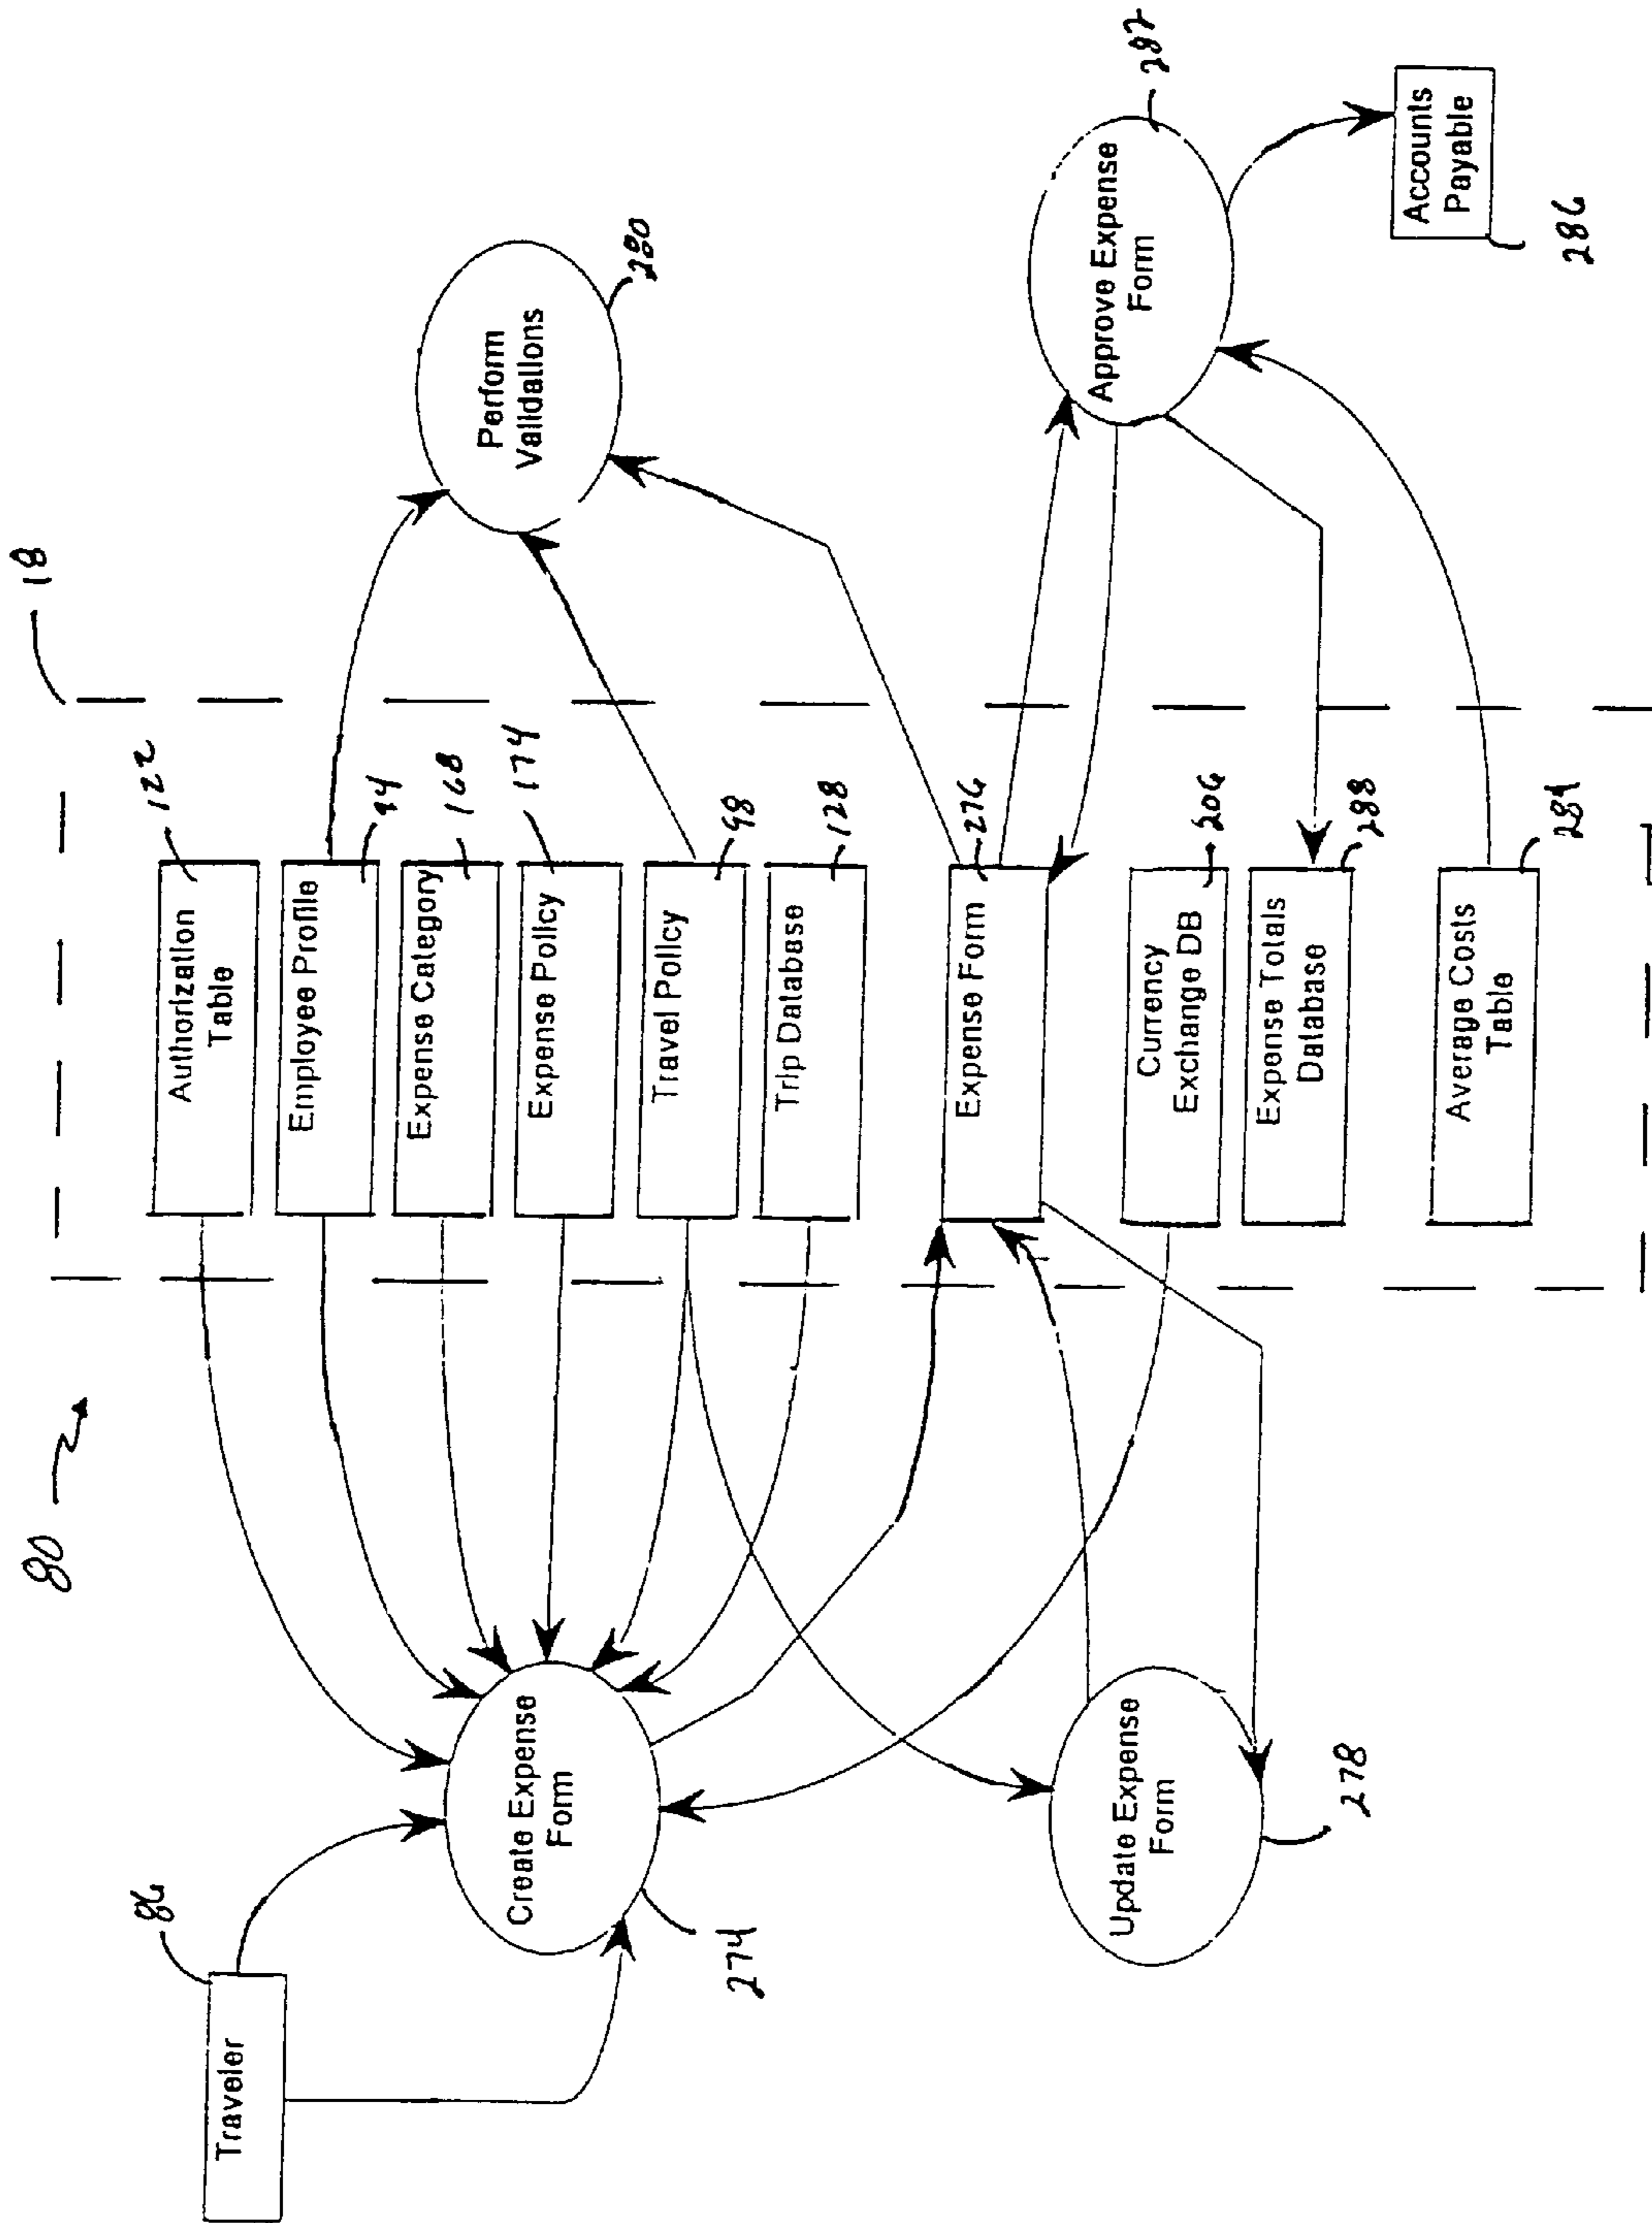 80
18
86
Traveler
122
Authorization
Table
94
Employee Profile
168
Expense Category
Create Expense
Form
174
Expense Policy
Perform
Validations
280
98
Travel Policy
274
128
Trip Database
276
Expense Form
Update Expense
Form
206
Currency
Exchange DB
Approve Expense
Form
282
278
288
Expense Totals
Database
284
Average Costs
Table
Accounts
Payable
286